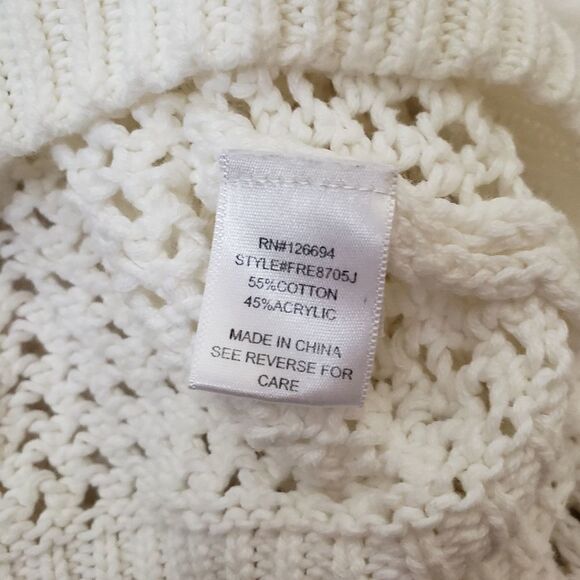 RN#126694
STYLE#FRE8705J
55%COTTON
45%ACRYLIC
MADE IN CHINA
SEE REVERSE FOR
CARE